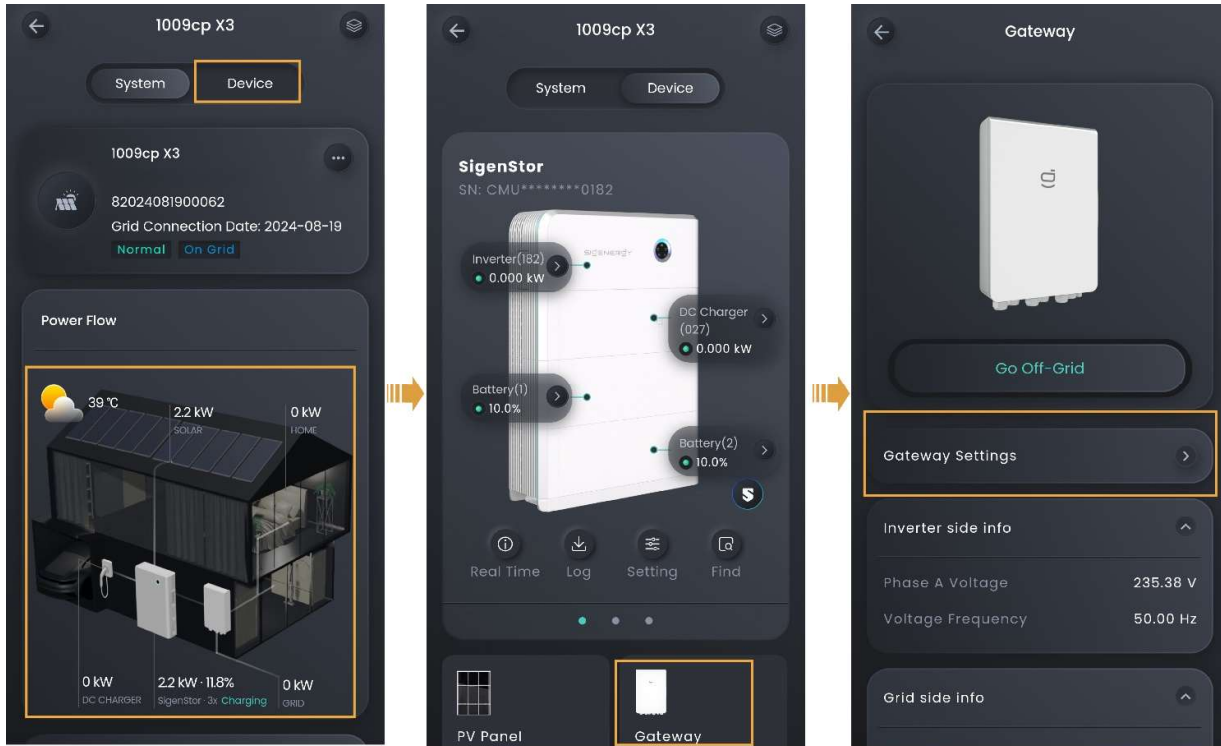 1009cp X3
System
Device
1009cp X3
82024081900062
Grid Connection Date: 2024-08-19
Normal On Grid
Power Flow
39 ℃
2.2 kW
SOLAR
0 kW
HOME
0 kW
DC CHARGER
2.2 kW · 11.8%
SigenStor · 3x Charging
0 kW
GRID
1009cp X3
System
Device
SigenStor
SN: CMU********0182
SIGENERGY
Inverter(182)
0.000 kW
DC Charger
(027)
0.000 kW
Battery(1)
10.0%
Battery(2)
10.0%
Real Time
Log
Setting
Find
PV Panel
Gateway
Gateway
Go Off-Grid
Gateway Settings
Inverter side info
Phase A Voltage 235.38 V
Voltage Frequency 50.00 Hz
Grid side info